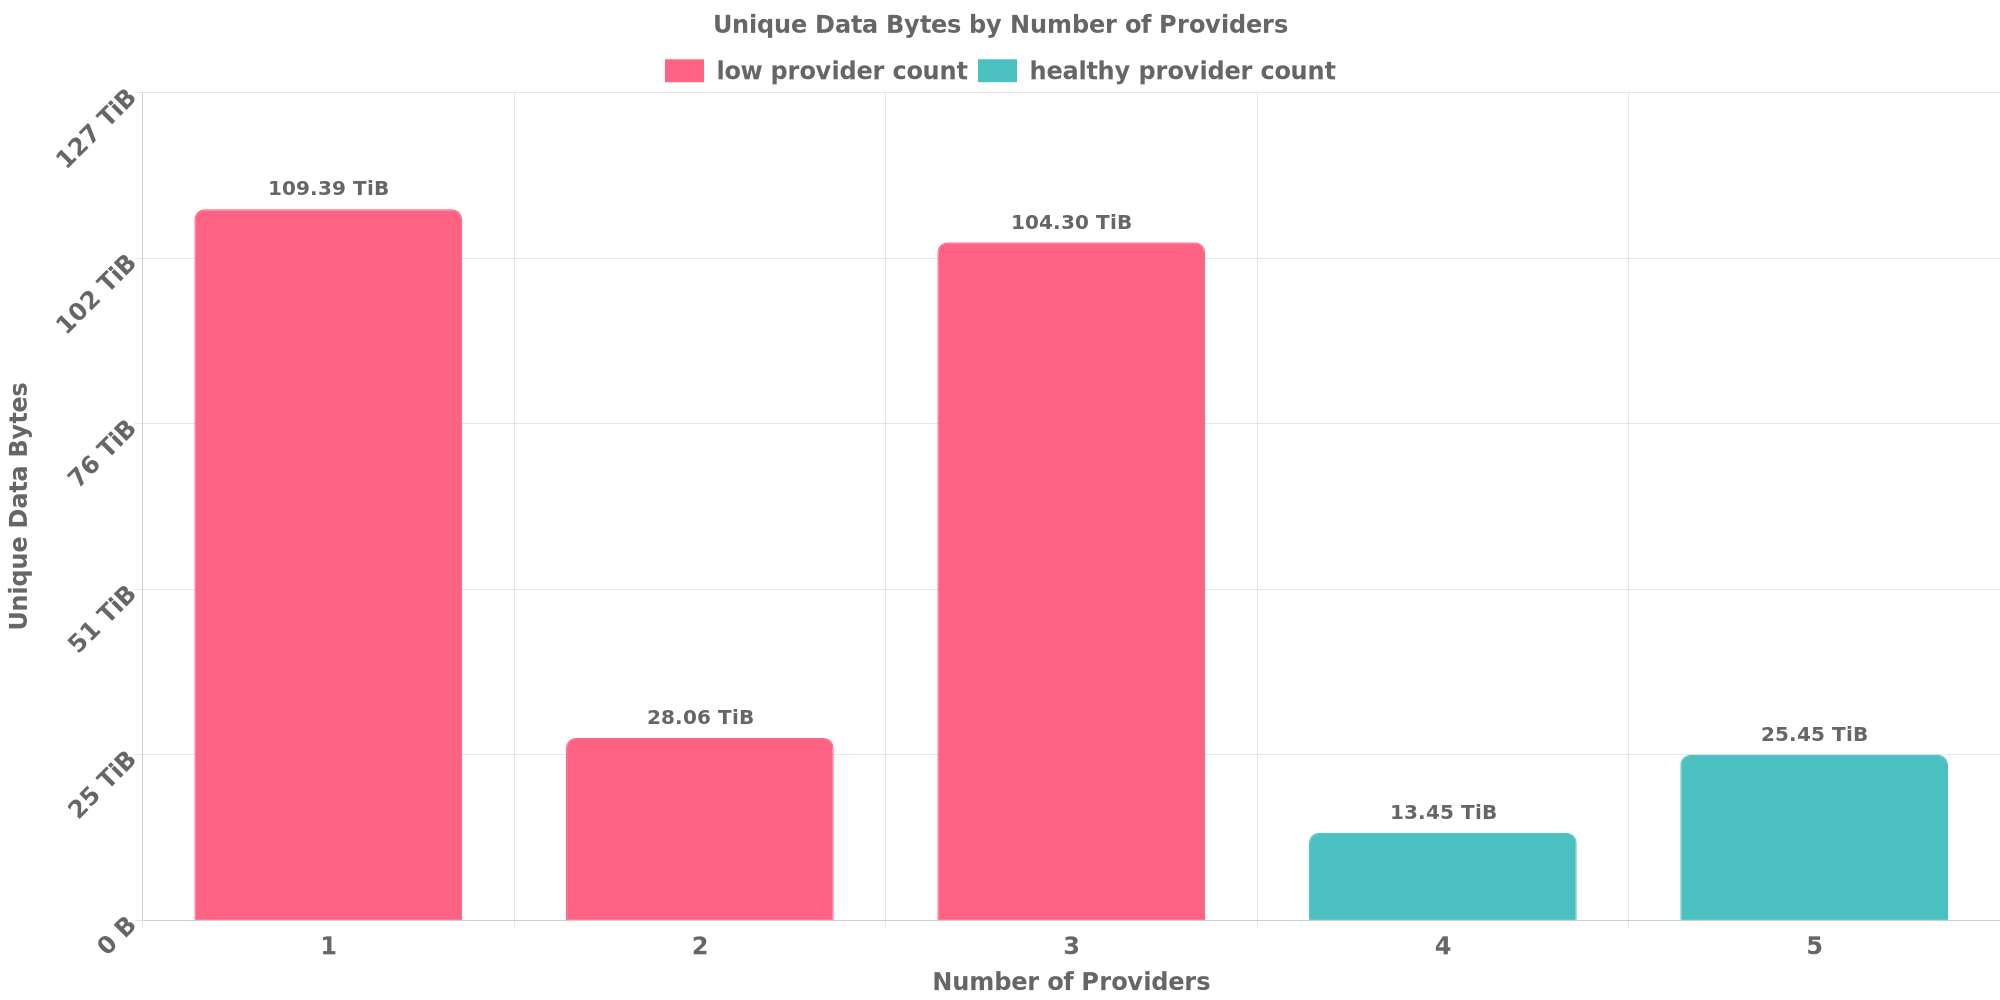 Unique Data Bytes by Number of Providers
low provider count healthy provider count
127 TiB
102 TiB
76 TiB
51 TiB
25 TiB
0 B
Unique Data Bytes
109.39 TiB
28.06 TiB
104.30 TiB
13.45 TiB
25.45 TiB
1 2 3 4 5
Number of Providers